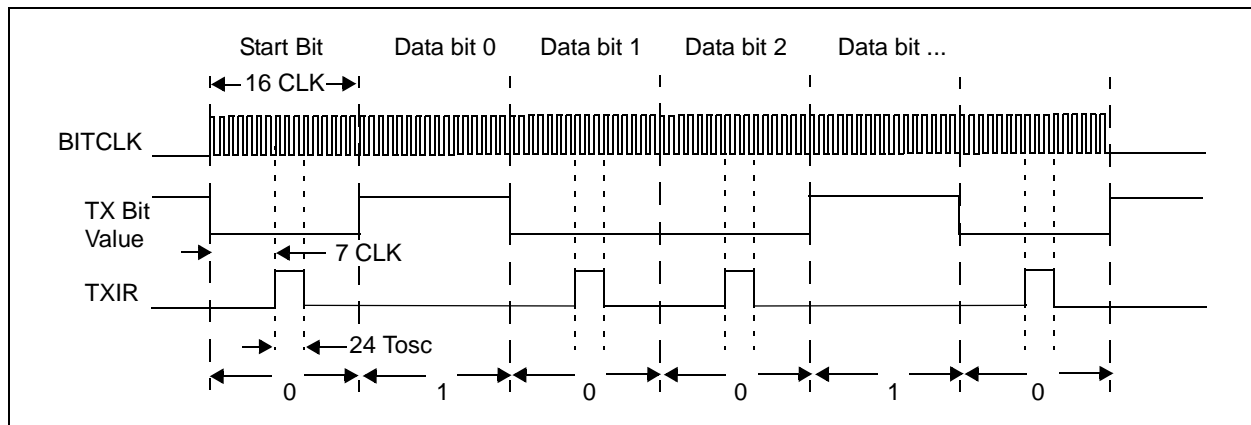 Start Bit Data bit 0 Data bit 1 Data bit 2 Data bit ...
16 CLK
BITCLK
TX Bit
Value
7 CLK
TXIR
24 Tosc
0 1 0 0 1 0